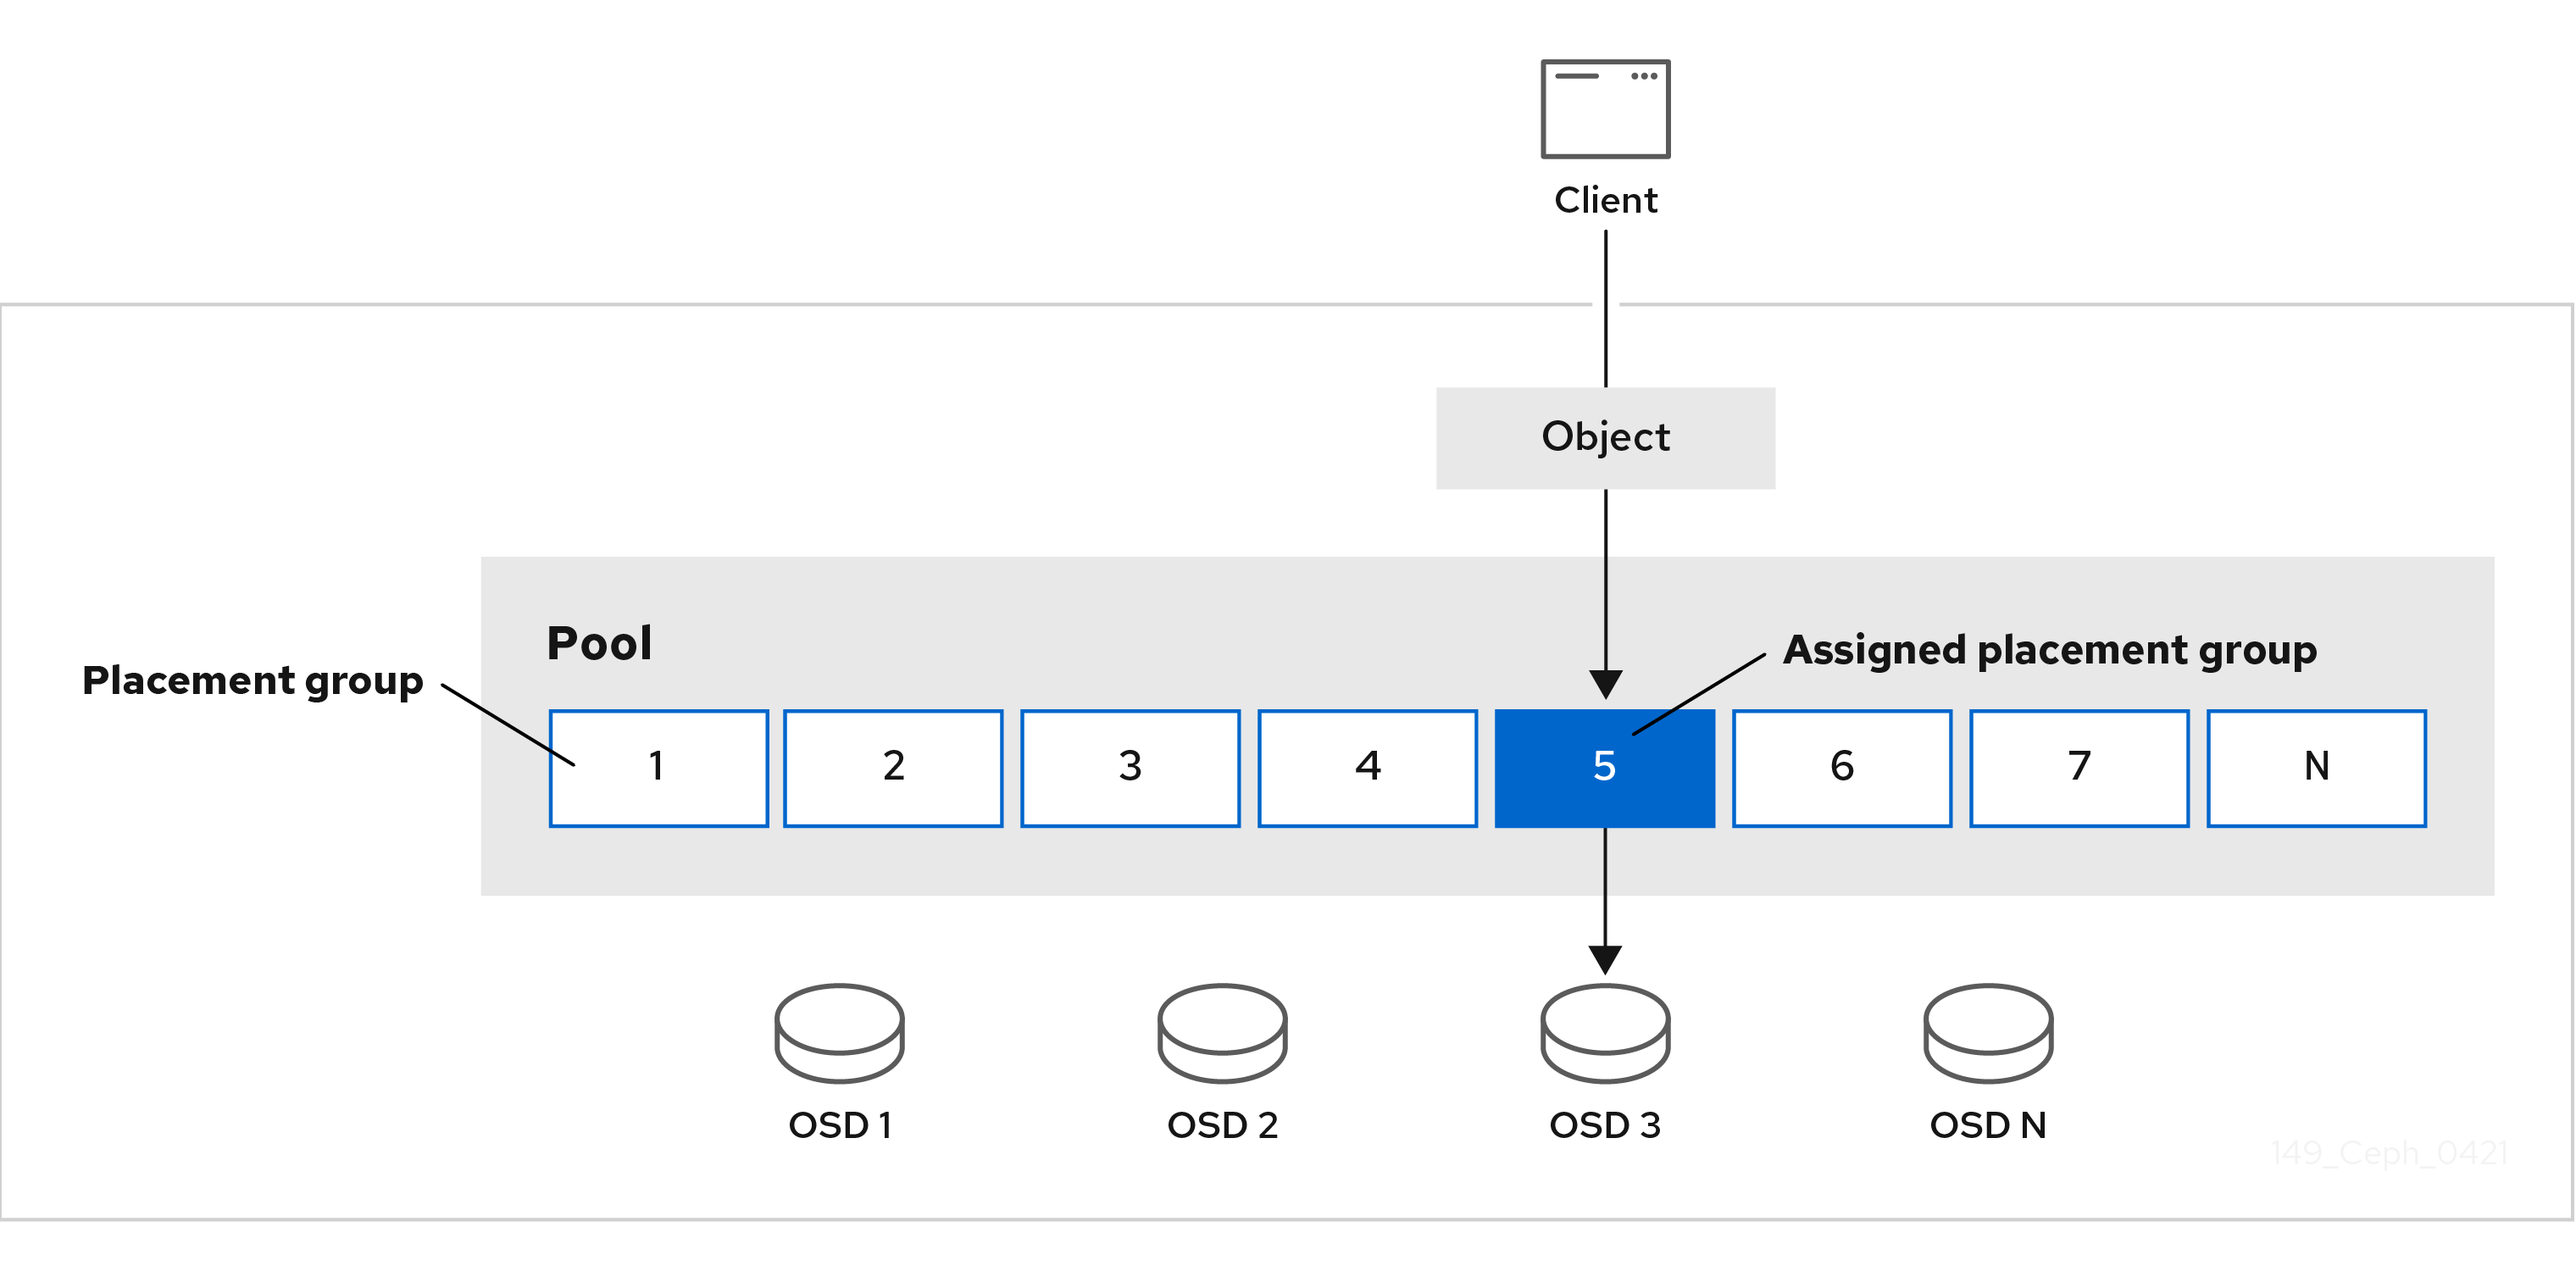 Client
Object
Pool
Placement group
Assigned placement group
1 2 3 4 5 6 7 N
OSD 1 OSD 2 OSD 3 OSD N
149_Ceph_0421